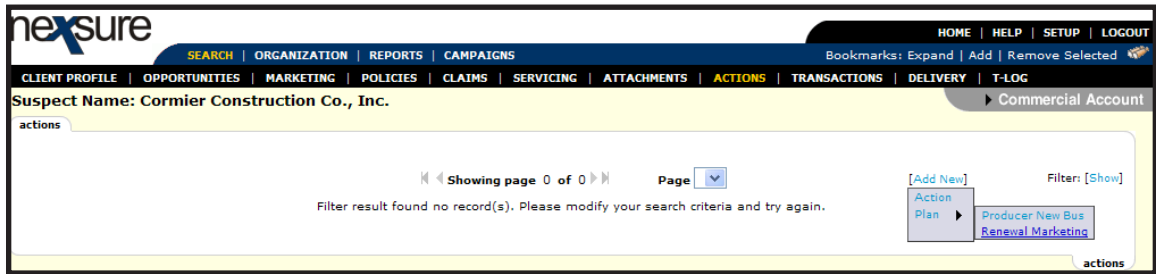 nexsure
HOME | HELP | SETUP | LOGOUT
SEARCH | ORGANIZATION | REPORTS | CAMPAIGNS
Bookmarks: Expand | Add | Remove Selected
CLIENT PROFILE | OPPORTUNITIES | MARKETING | POLICIES | CLAIMS | SERVICING | ATTACHMENTS | ACTIONS | TRANSACTIONS | DELIVERY | T-LOG
Suspect Name: Cormier Construction Co., Inc.
Commercial Account
actions
Showing page 0 of 0 Page
[Add New]
Filter: [Show]
Filter result found no record(s). Please modify your search criteria and try again.
Action
Plan
Producer New Bus
Renewal Marketing
actions